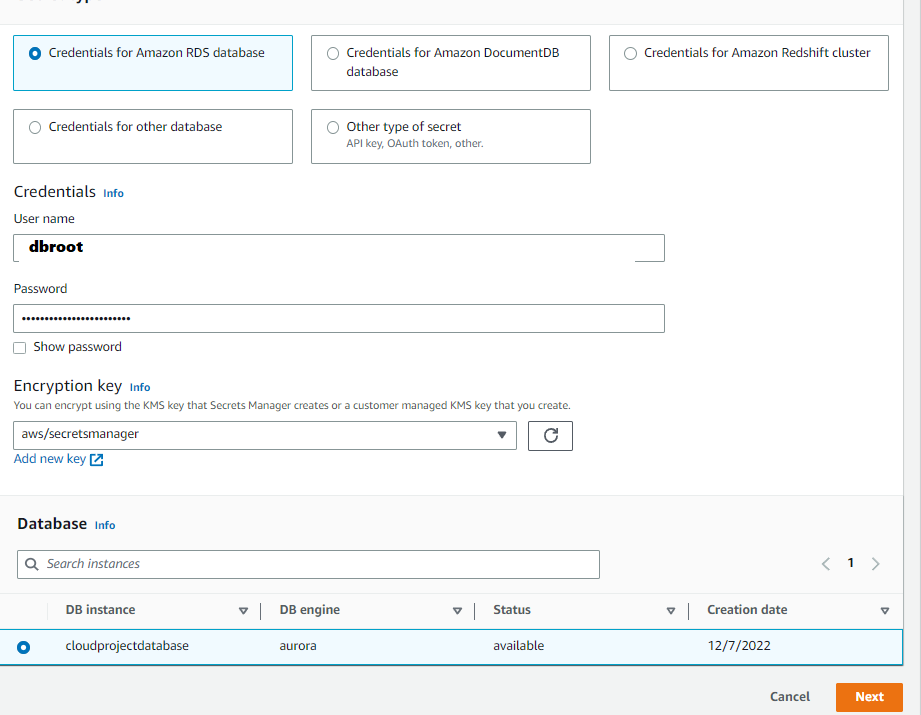 Credentials for Amazon RDS database
Credentials for Amazon DocumentDB
database
Credentials for Amazon Redshift cluster
Credentials for other database
Other type of secret
API key, OAuth token, other.
Credentials Info
User name
dbroot
Password
••••••••••••••••••••••••
Show password
Encryption key Info
You can encrypt using the KMS key that Secrets Manager creates or a customer managed KMS key that you create.
aws/secretsmanager
Add new key
Database Info
Search instances
1
DB instance DB engine Status Creation date
cloudprojectdatabase aurora available 12/7/2022
Cancel Next